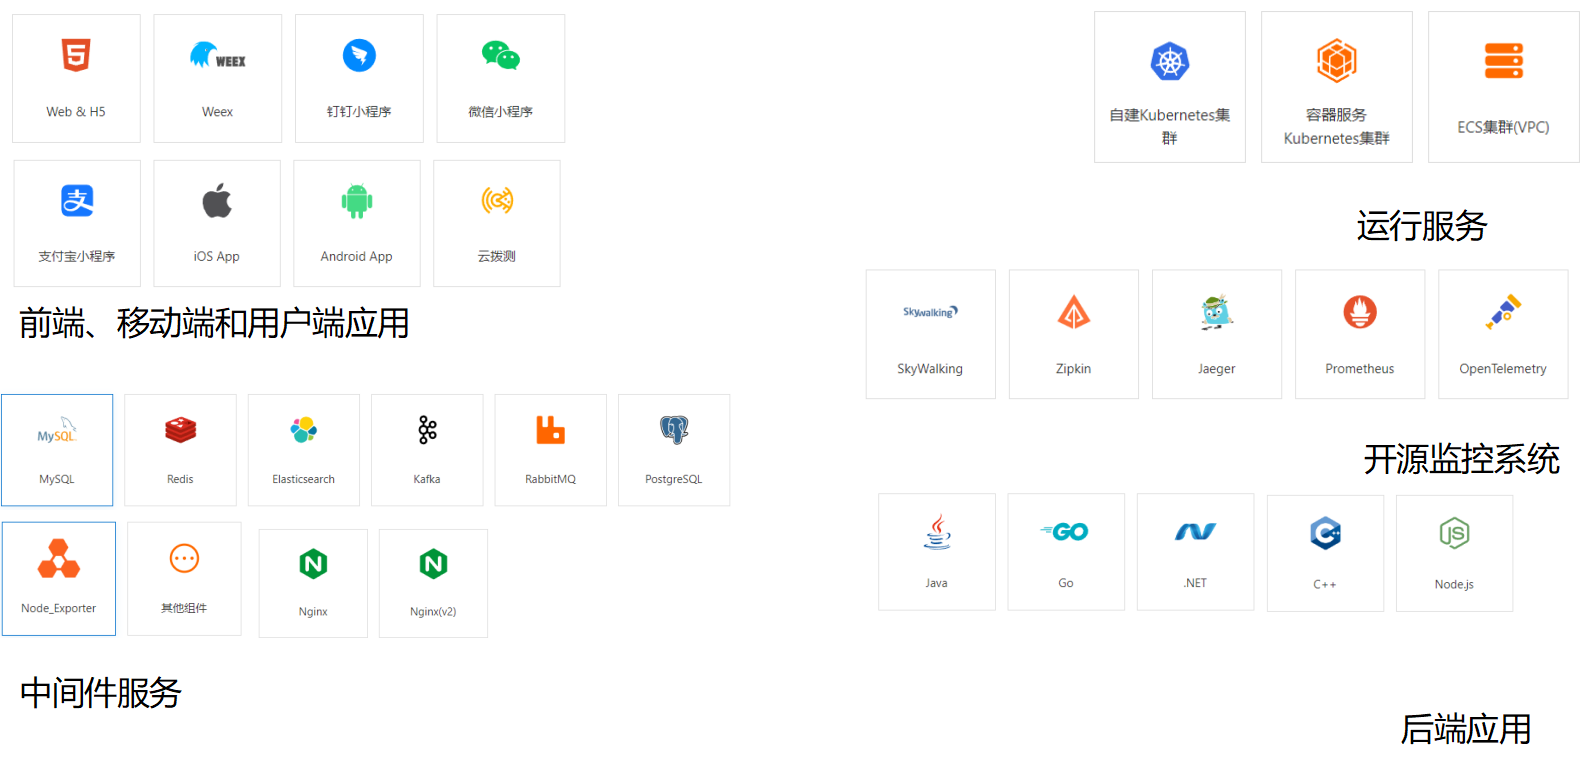 WEEX
Web & H5
Weex
钉钉小程序
微信小程序
支付宝小程序
iOS App
Android App
云拨测
前端、移动端和用户端应用
MySQL
MySQL
Redis
Elasticsearch
Kafka
RabbitMQ
PostgreSQL
Node_Exporter
其他组件
Nginx
Nginx(v2)
中间件服务
自建Kubernetes集
群
容器服务
Kubernetes集群
ECS集群(VPC)
运行服务
Skywalking
SkyWalking
Zipkin
Jaeger
Prometheus
OpenTelemetry
开源监控系统
GO
C++
JS
Java
Go
.NET
C++
Node.js
后端应用